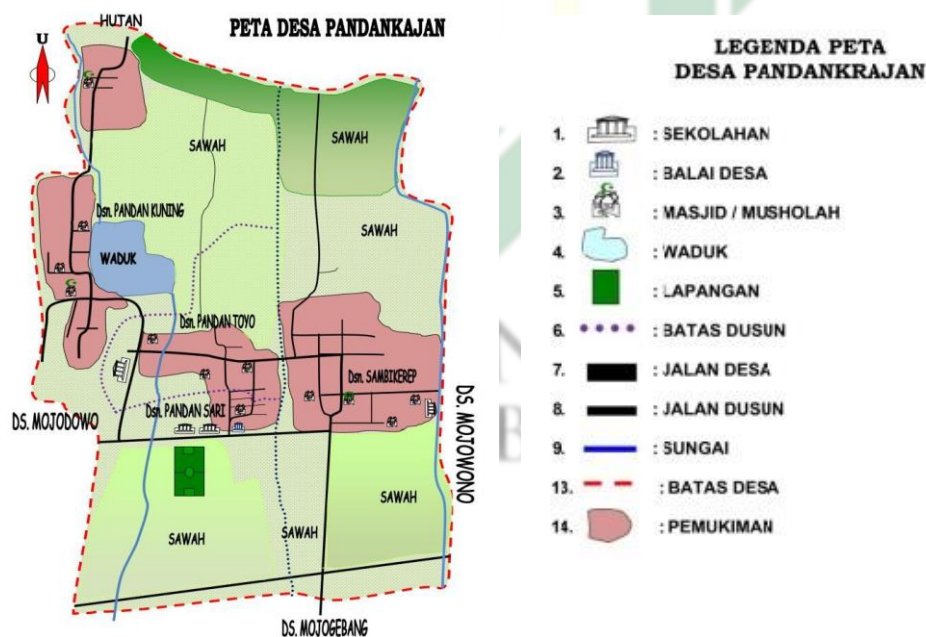 PETA DESA PANDANKAJAN
HUTAN
U
SAWAH
SAWAH
Dsn. PANDAN KUNING
SAWAH
WADUK
Dsn. PANDAN TOYO
Dsn. SAMBIKEREP
Dsn. PANDAN SARI
DS. MOJODOWO
DS. MOJOWONO
SAWAH
SAWAH
SAWAH
DS. MOJOGEBANG
LEGENDA PETA
DESA PANDANKRAJAN
1. : SEKOLAHAN
2. : BALAI DESA
3. : MASJID / MUSHOLAH
4. : WADUK
5. : LAPANGAN
6. : BATAS DUSUN
7. : JALAN DESA
8. : JALAN DUSUN
9. : SUNGAI
13. : BATAS DESA
14. : PEMUKIMAN